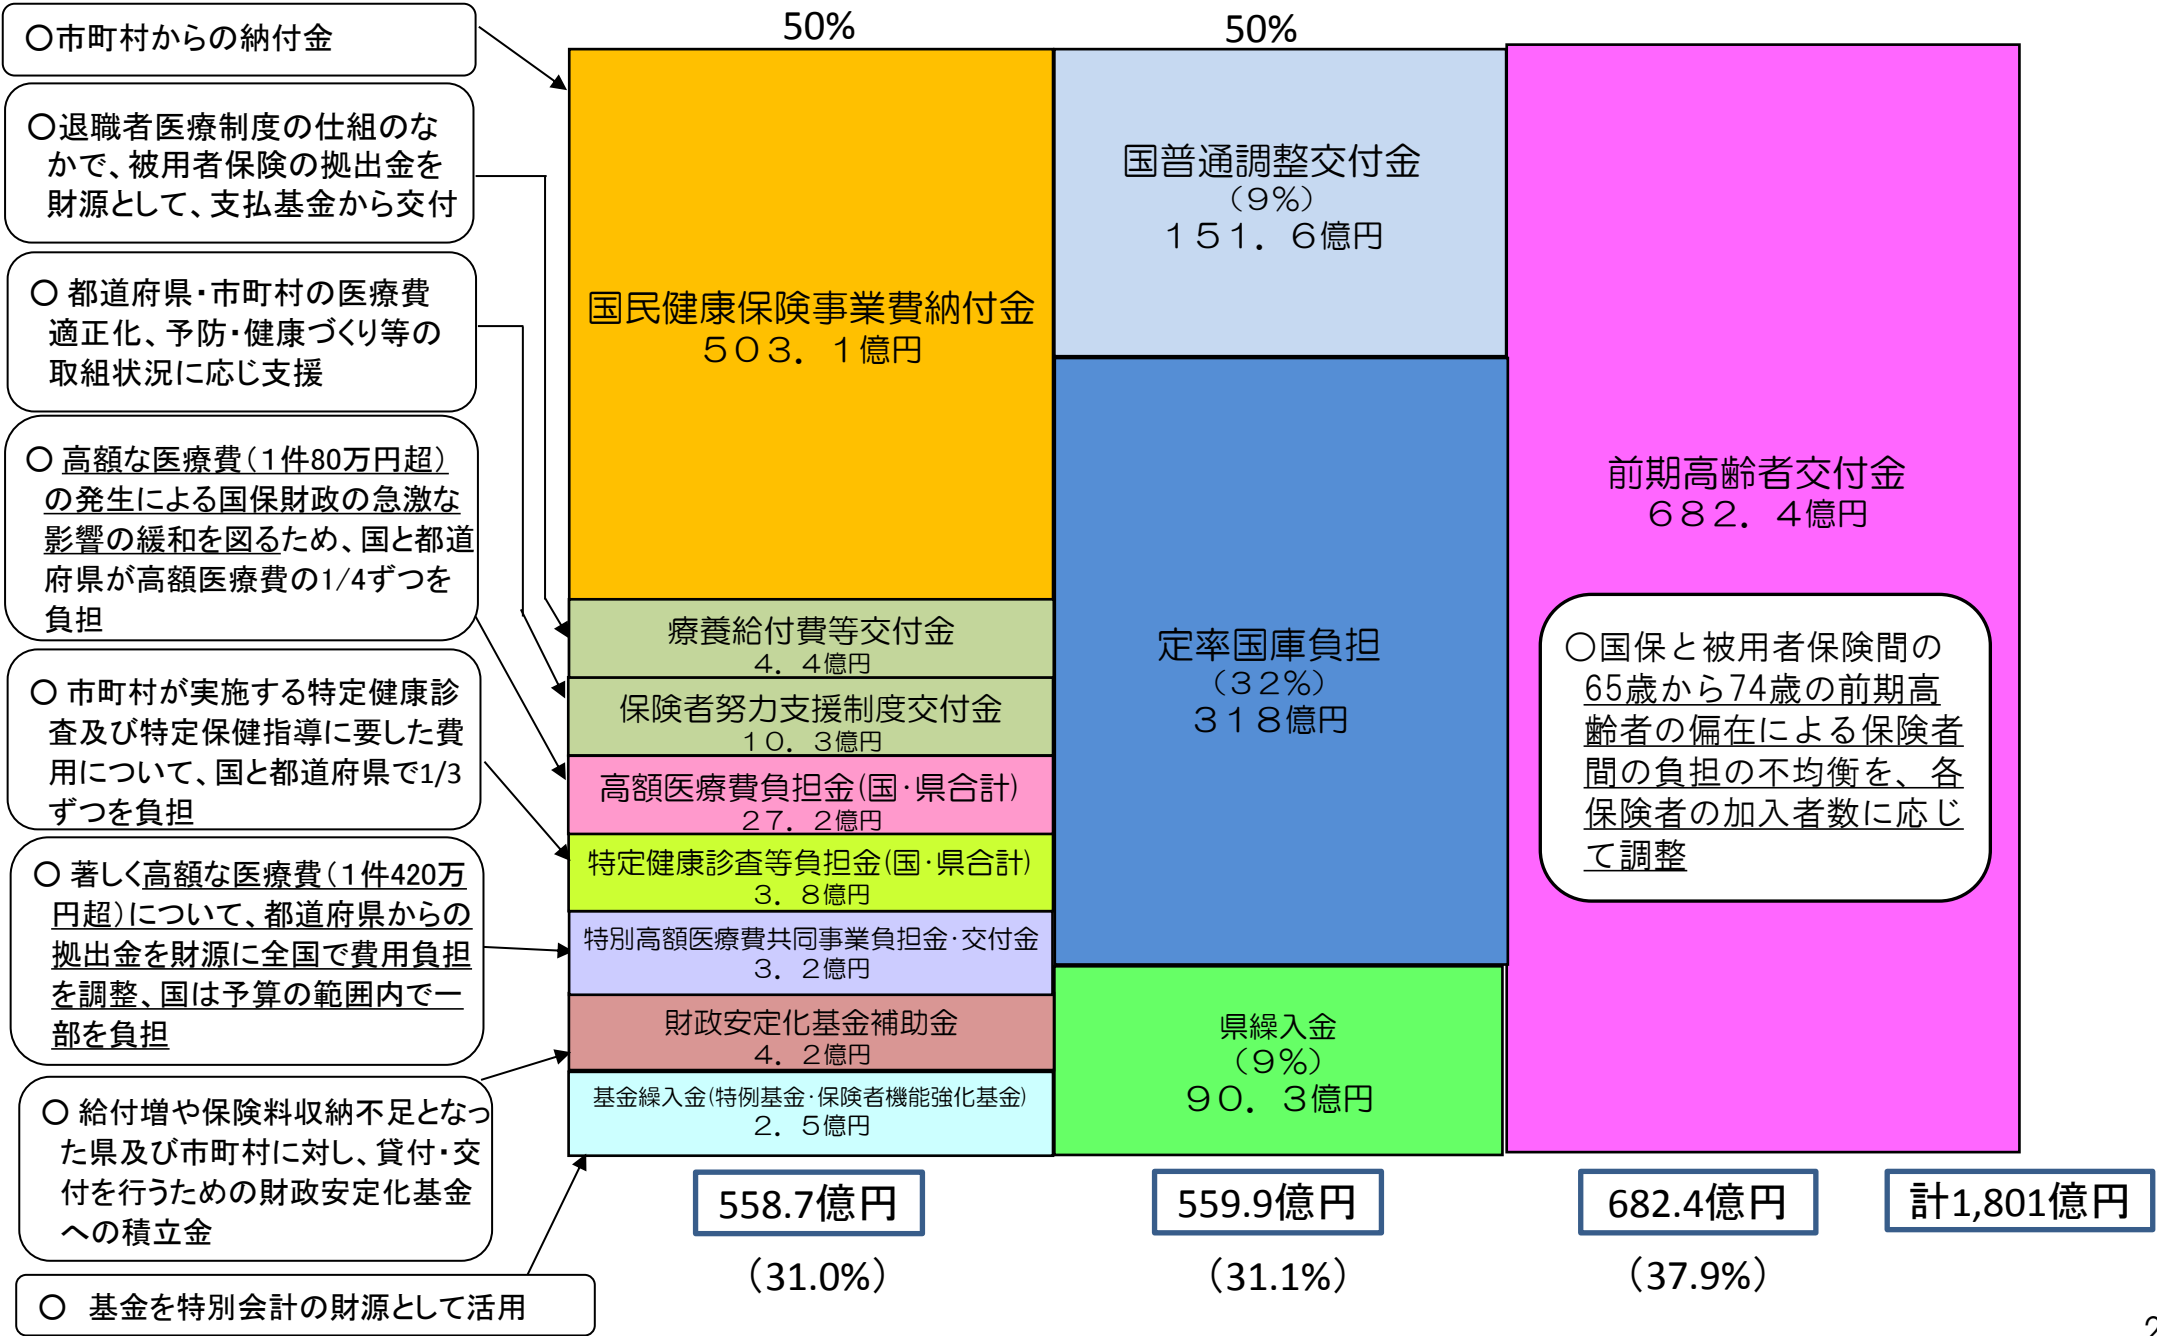 50%
50%
〇市町村からの納付金
〇退職者医療制度の仕組のな
かで、被用者保険の拠出金を
財源として、支払基金から交付
〇 都道府県・市町村の医療費
適正化、予防・健康づくり等の
取組状況に応じ支援
〇 高額な医療費（１件80万円超）
の発生による国保財政の急激な
影響の緩和を図るため、国と都道
府県が高額医療費の1/4ずつを
負担
〇 市町村が実施する特定健康診
査及び特定保健指導に要した費
用について、国と都道府県で1/3
ずつを負担
〇 著しく高額な医療費（１件420万
円超）について、都道府県からの
拠出金を財源に全国で費用負担
を調整、国は予算の範囲内で一
部を負担
〇 給付増や保険料収納不足となっ
た県及び市町村に対し、貸付・交
付を行うための財政安定化基金
への積立金
〇 基金を特別会計の財源として活用
国民健康保険事業費納付金
５０３．１億円
療養給付費等交付金
４．４億円
保険者努力支援制度交付金
１０．３億円
高額医療費負担金(国・県合計)
２７．２億円
特定健康診査等負担金(国・県合計)
３．８億円
特別高額医療費共同事業負担金・交付金
３．２億円
財政安定化基金補助金
４．２億円
基金繰入金(特例基金・保険者機能強化基金)
２．５億円
国普通調整交付金
（９％）
１５１．６億円
定率国庫負担
（３２％）
３１８億円
県繰入金
（９％）
９０．３億円
前期高齢者交付金
６８２．４億円
〇国保と被用者保険間の
65歳から74歳の前期高
齢者の偏在による保険者
間の負担の不均衡を、各
保険者の加入者数に応じ
て調整
558.7億円
559.9億円
682.4億円
計1,801億円
（31.0%）
（31.1%）
（37.9%）
2